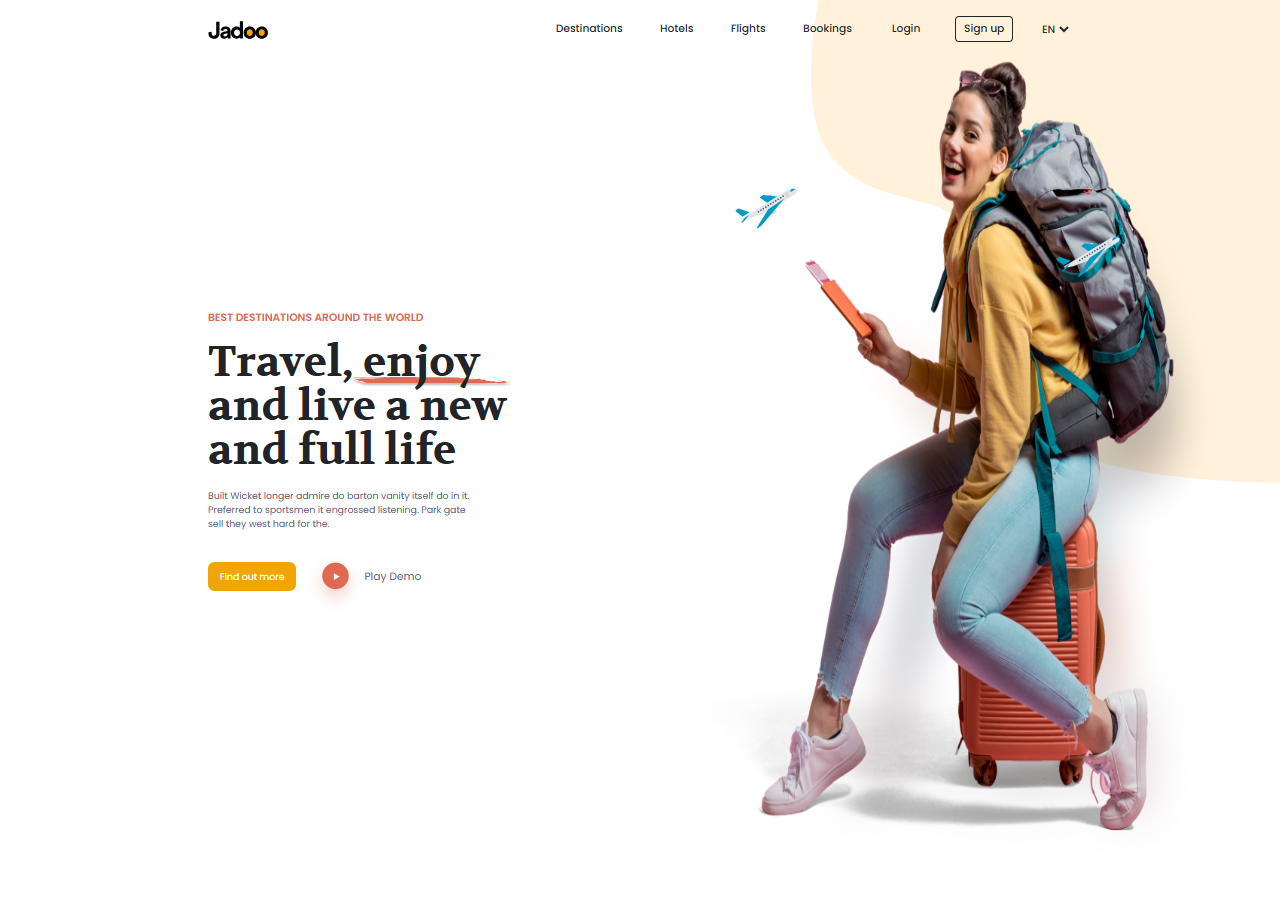 Jadoo
Destinations
Hotels
Flights
Bookings
Login
Sign up
EN
BEST DESTINATIONS AROUND THE WORLD
Travel, enjoy
and live a new
and full life
Built Wicket longer admire do barton vanity itself do in it.
Preferred to sportsmen it engrossed listening. Park gate
sell they west hard for the.
Find out more
Play Demo